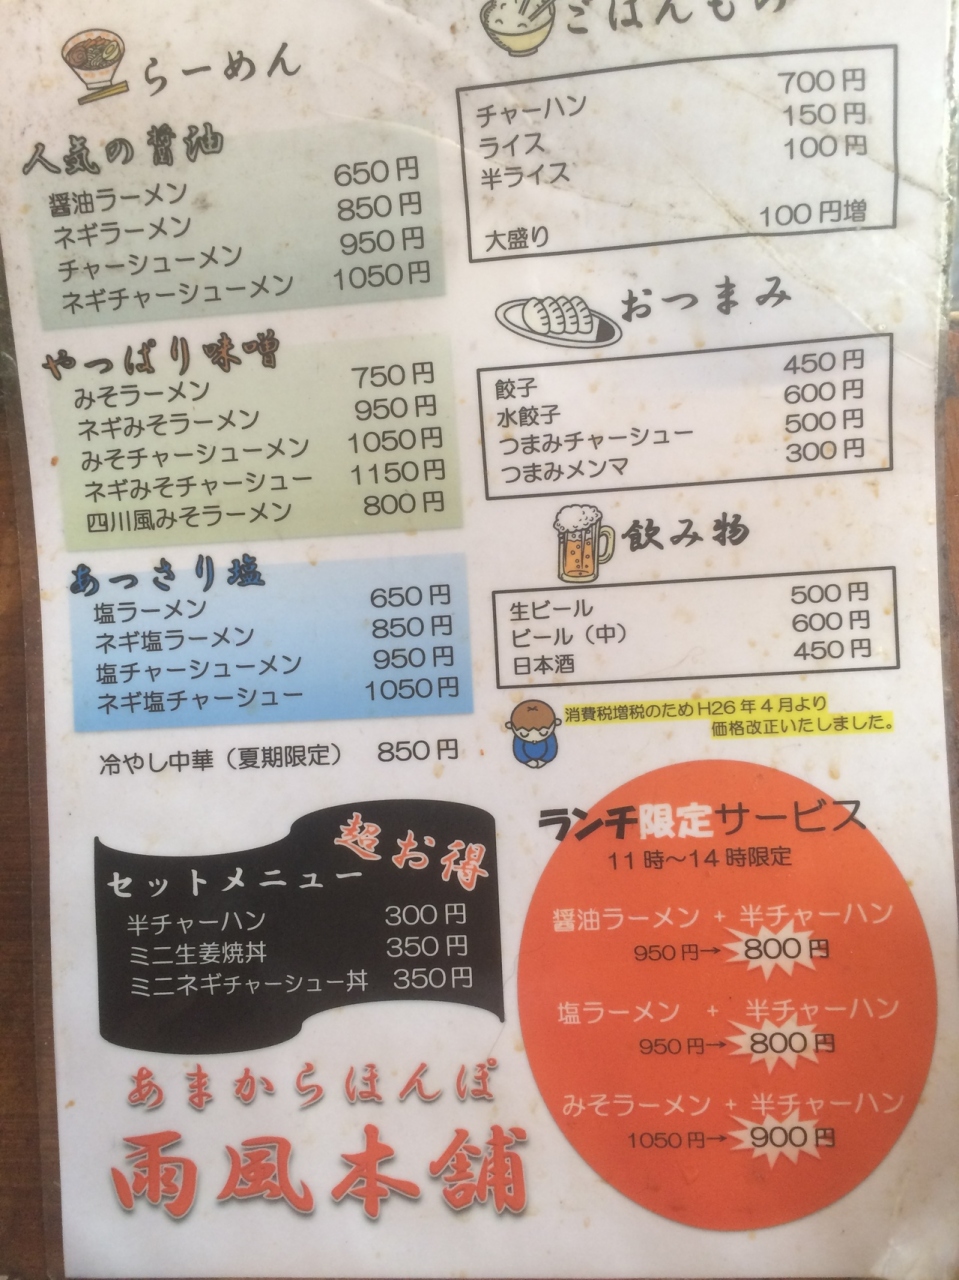 らーめん
人気の醤油
醤油ラーメン 650円
ネギラーメン 850円
チャーシューメン 950円
ネギチャーシューメン 1050円
やっぱり味噌
みそラーメン 750円
ネギみそラーメン 950円
みそチャーシューメン 1050円
ネギみそチャーシュー 1150円
四川風みそラーメン 800円
あっさり塩
塩ラーメン 650円
ネギ塩ラーメン 850円
塩チャーシューメン 950円
ネギ塩チャーシュー 1050円
冷やし中華（夏期限定） 850円
超お得
セットメニュー
半チャーハン 300円
ミニ生姜焼丼 350円
ミニネギチャーシュー丼 350円
あまからほんぽ
雨風本舗
ごはんもの
チャーハン 700円
ライス 150円
半ライス 100円
大盛り 100円増
おつまみ
餃子 450円
水餃子 600円
つまみチャーシュー 500円
つまみメンマ 300円
飲み物
生ビール 500円
ビール（中） 600円
日本酒 450円
消費税増税のためH26年4月より
価格改正いたしました。
ランチ限定サービス
11時～14時限定
醤油ラーメン + 半チャーハン
950円→ 800円
塩ラーメン + 半チャーハン
950円→ 800円
みそラーメン + 半チャーハン
1050円→ 900円